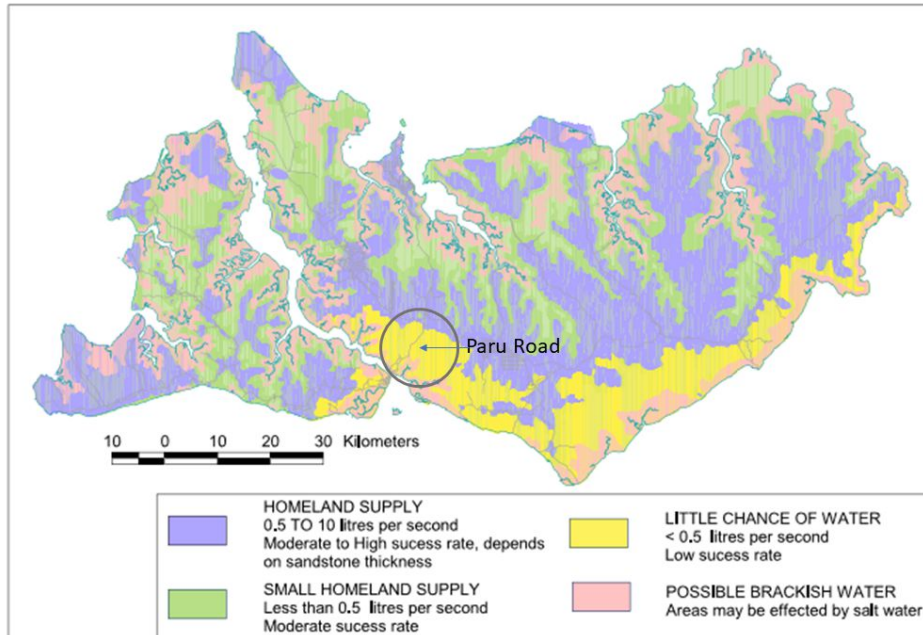 Paru Road
10 0 10 20 30 Kilometers
HOMELAND SUPPLY
0.5 TO 10 litres per second
Moderate to High sucess rate, depends
on sandstone thickness
SMALL HOMELAND SUPPLY
Less than 0.5 litres per second
Moderate sucess rate
LITTLE CHANCE OF WATER
< 0.5 litres per second
Low sucess rate
POSSIBLE BRACKISH WATER
Areas may be effected by salt water